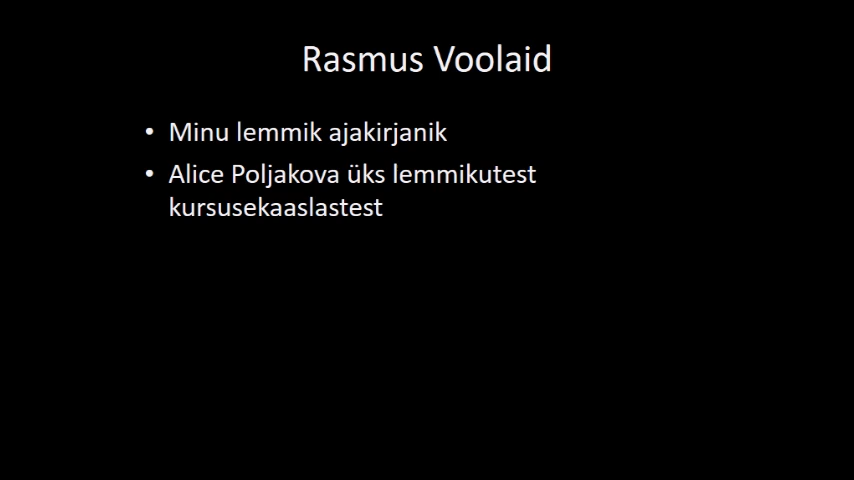 Rasmus Voolaid
• Minu lemmik ajakirjanik
• Alice Poljakova üks lemmikutest
kursusekaaslastest